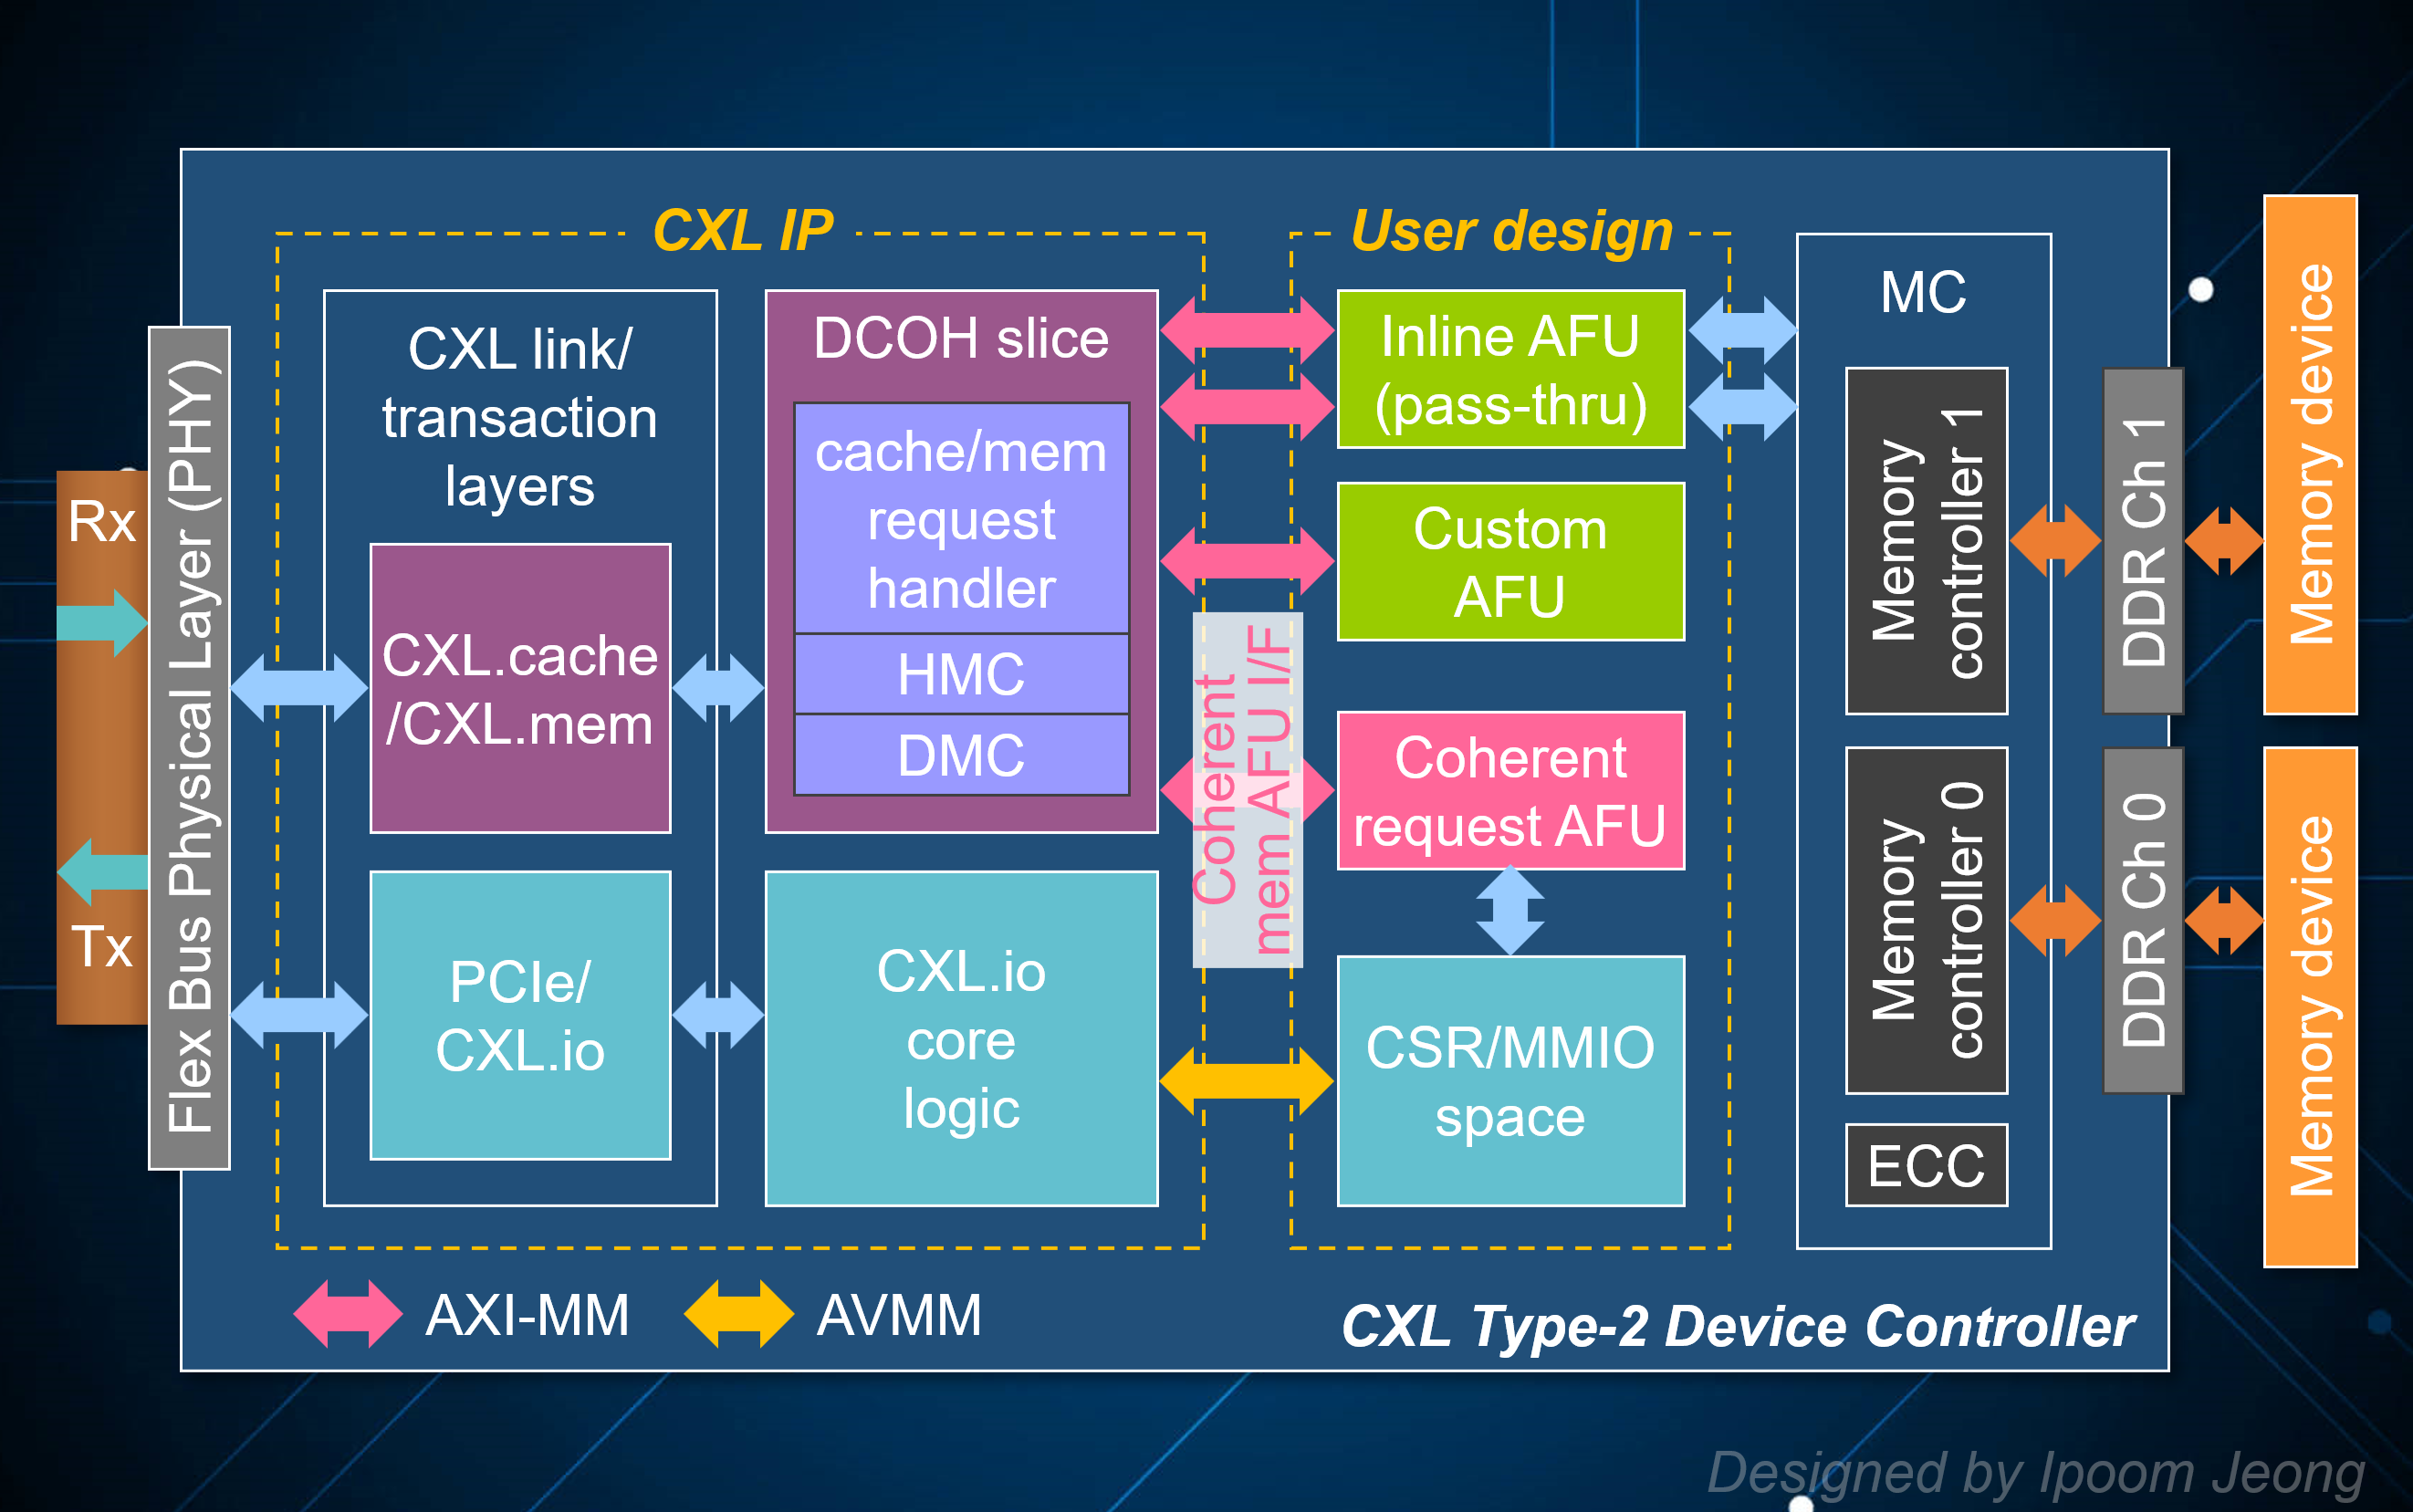 CXL IP
User design
Rx
Tx
Flex Bus Physical Layer (PHY)
CXL link/
transaction
layers
CXL.cache
/CXL.mem
PCIe/
CXL.io
DCOH slice
cache/mem
request
handler
HMC
DMC
CXL.io
core
logic
Coherent
mem AFU I/F
Inline AFU
(pass-thru)
Custom
AFU
Coherent
request AFU
CSR/MMIO
space
MC
Memory
controller 1
Memory
controller 0
ECC
DDR Ch 1
DDR Ch 0
Memory device
Memory device
AXI-MM
AVMM
CXL Type-2 Device Controller
Designed by Ipoom Jeong